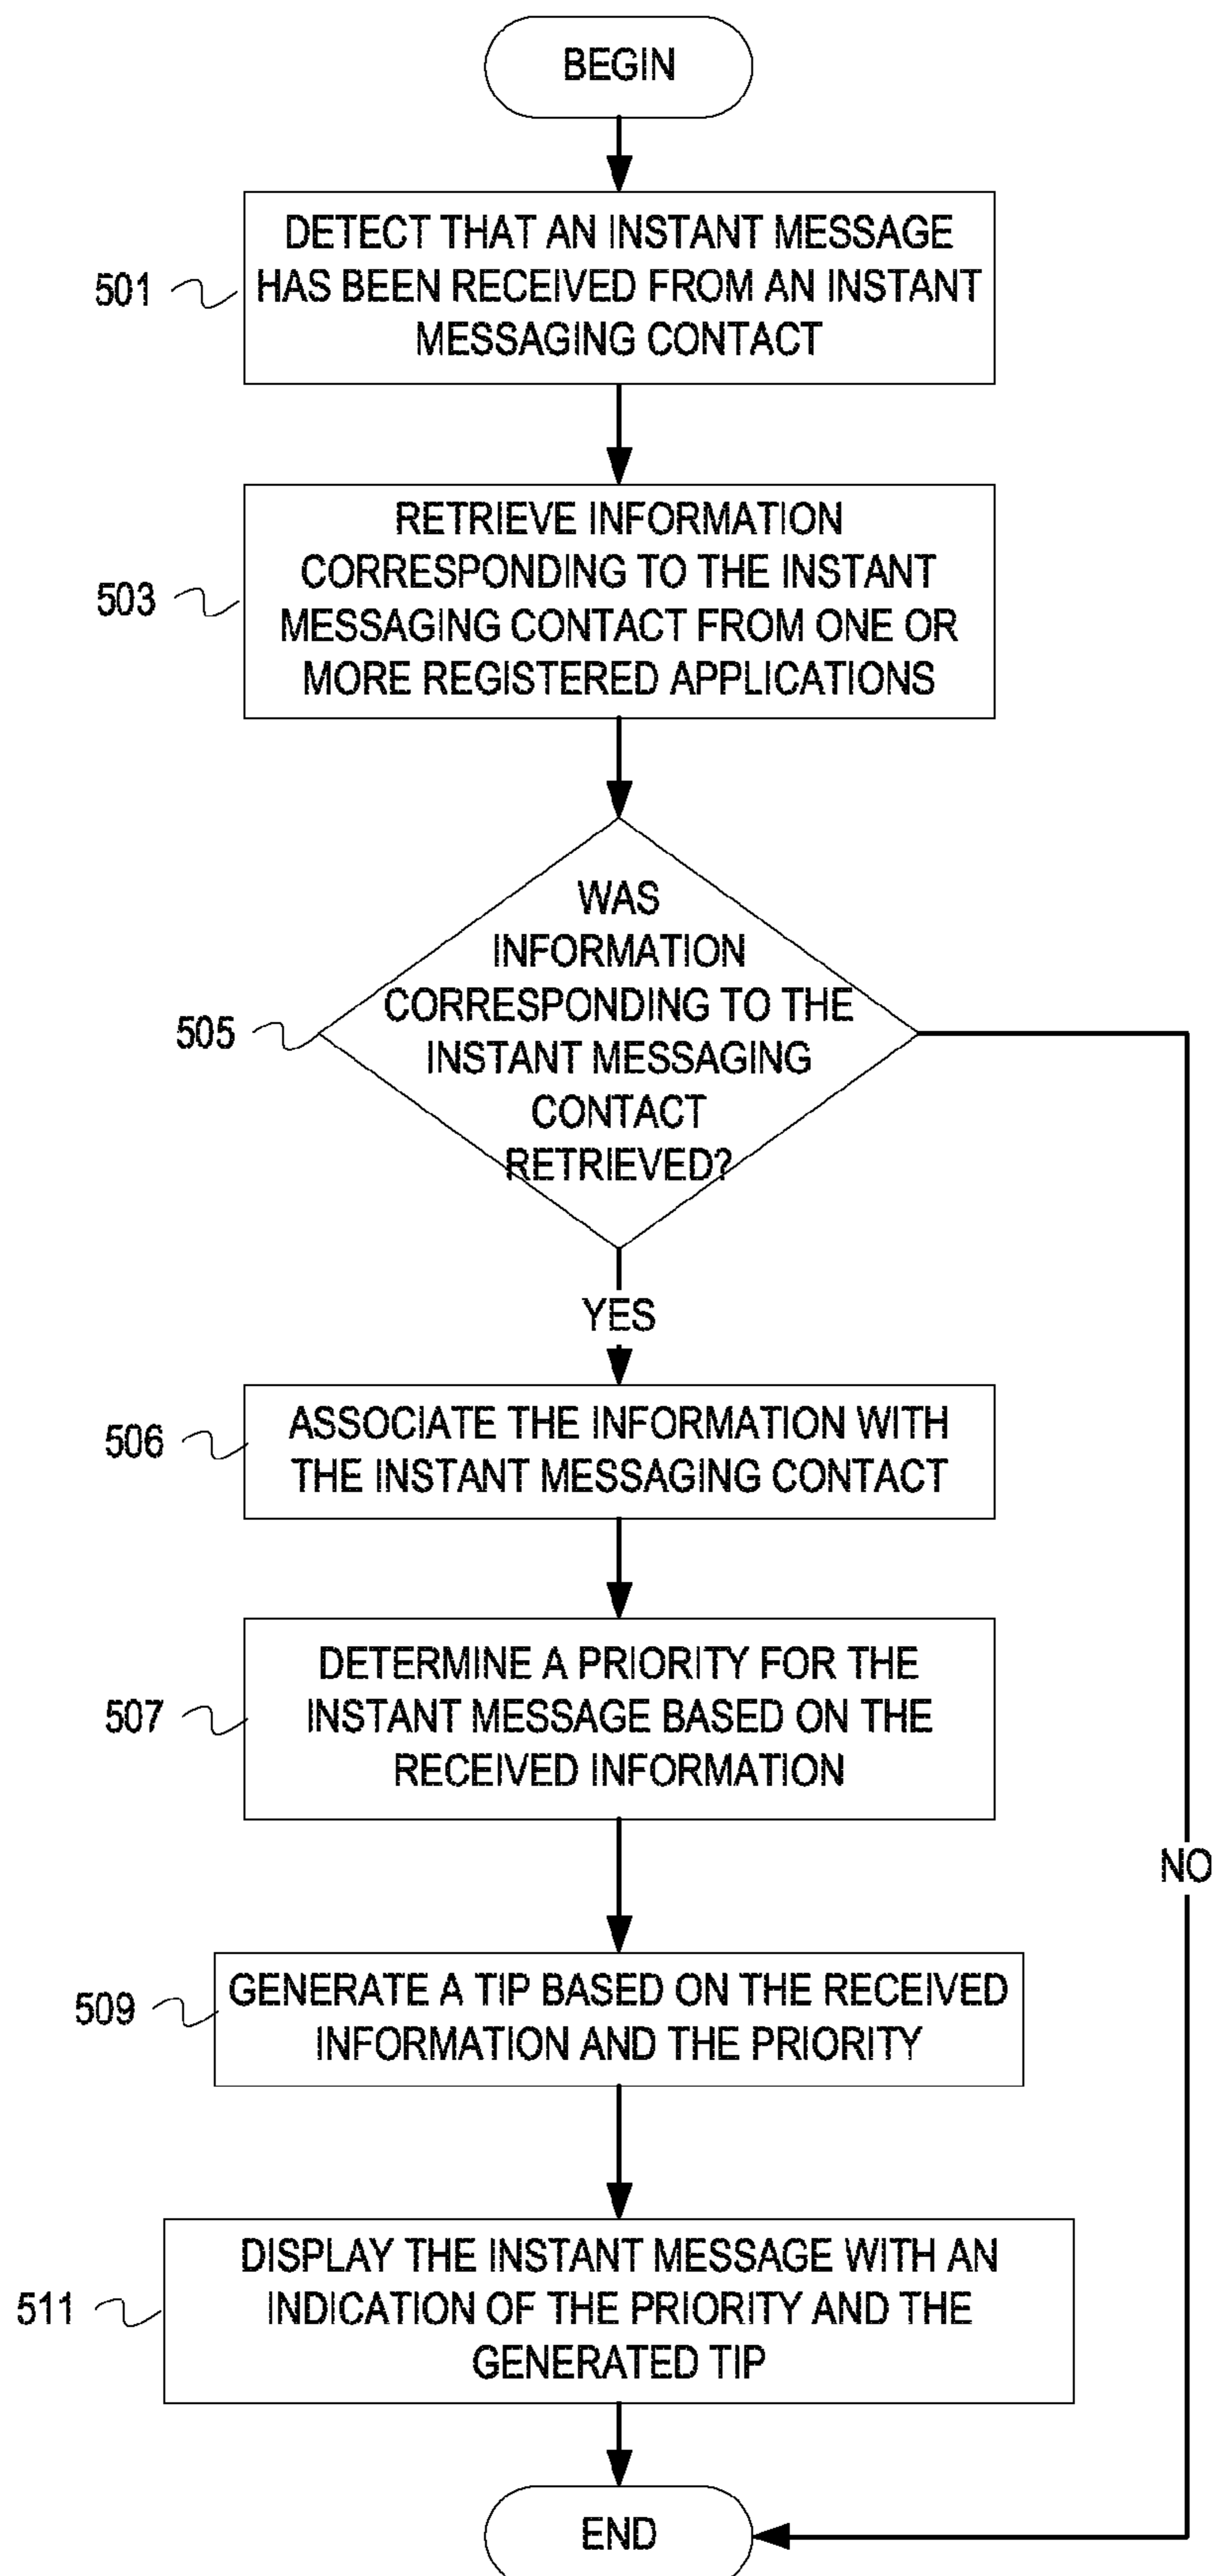 BEGIN
501
DETECT THAT AN INSTANT MESSAGE
HAS BEEN RECEIVED FROM AN INSTANT
MESSAGING CONTACT
503
RETRIEVE INFORMATION
CORRESPONDING TO THE INSTANT
MESSAGING CONTACT FROM ONE OR
MORE REGISTERED APPLICATIONS
505
WAS
INFORMATION
CORRESPONDING TO THE
INSTANT MESSAGING
CONTACT
RETRIEVED?
YES
506
ASSOCIATE THE INFORMATION WITH
THE INSTANT MESSAGING CONTACT
507
DETERMINE A PRIORITY FOR THE
INSTANT MESSAGE BASED ON THE
RECEIVED INFORMATION
NO
509
GENERATE A TIP BASED ON THE RECEIVED
INFORMATION AND THE PRIORITY
511
DISPLAY THE INSTANT MESSAGE WITH AN
INDICATION OF THE PRIORITY AND THE
GENERATED TIP
END